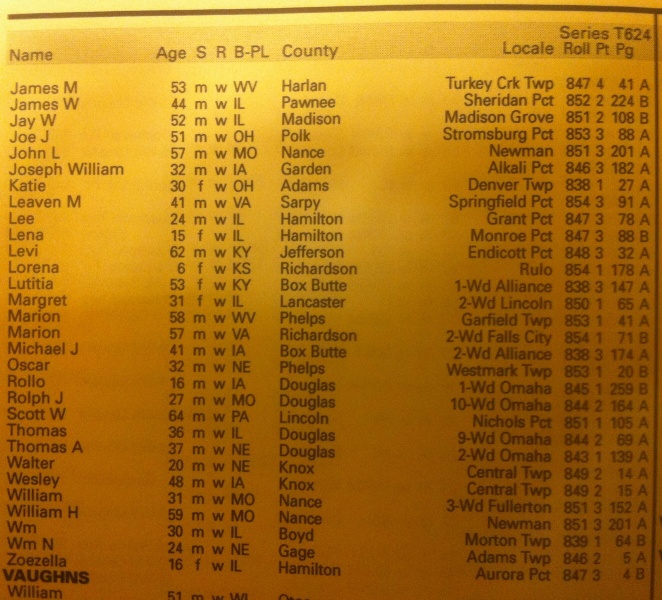 Series T624
Name Age S R B-PL County Locale Roll Pt Pg
James M 53 m w WV Harlan Turkey Crk Twp 847 4 41 A
James W 44 m w IL Pawnee Sheridan Pct 852 2 224 B
Jay W 52 m w IL Madison Madison Grove 851 2 108 B
Joe J 51 m w OH Polk Stromsburg Pct 853 3 88 A
John L 57 m w MO Nance Newman 851 3 201 A
Joseph William 32 m w IA Garden Alkali Pct 846 3 182 A
Katie 30 f w OH Adams Denver Twp 838 1 27 A
Leaven M 41 m w VA Sarpy Springfield Pct 854 3 91 A
Lee 24 m w IL Hamilton Grant Pct 847 3 78 A
Lena 15 f w IL Hamilton Monroe Pct 847 3 88 B
Levi 62 m w KY Jefferson Endicott Pct 848 3 32 A
Lorena 6 f w KS Richardson Rulo 854 1 178 A
Lutitia 53 f w KY Box Butte 1-Wd Alliance 838 3 147 A
Margret 31 f w IL Lancaster 2-Wd Lincoln 850 1 65 A
Marion 58 m w WV Phelps Garfield Twp 853 1 41 A
Marion 57 m w VA Richardson 2-Wd Falls City 854 1 71 B
Michael J 41 m w IA Box Butte 2-Wd Alliance 838 3 174 A
Oscar 32 m w NE Phelps Westmark Twp 853 1 20 B
Rollo 16 m w IA Douglas 1-Wd Omaha 845 1 259 B
Rolph J 27 m w MO Douglas 10-Wd Omaha 844 2 164 A
Scott W 64 m w PA Lincoln Nichols Pct 851 1 105 A
Thomas 36 m w IL Douglas 9-Wd Omaha 844 2 69 A
Thomas A 37 m w NE Douglas 2-Wd Omaha 843 1 139 A
Walter 20 m w NE Knox Central Twp 849 2 14 A
Wesley 48 m w IA Knox Central Twp 849 2 15 A
William 31 m w MO Nance 3-Wd Fullerton 851 3 152 A
William H 59 m w MO Nance Newman 851 3 201 A
Wm 30 m w IL Boyd Morton Twp 839 1 64 B
Wm N 24 m w NE Gage Adams Twp 846 2 5 A
Zoezella 16 f w IL Hamilton Aurora Pct 847 3 4 B
VAUGHNS
William 51 m w WI